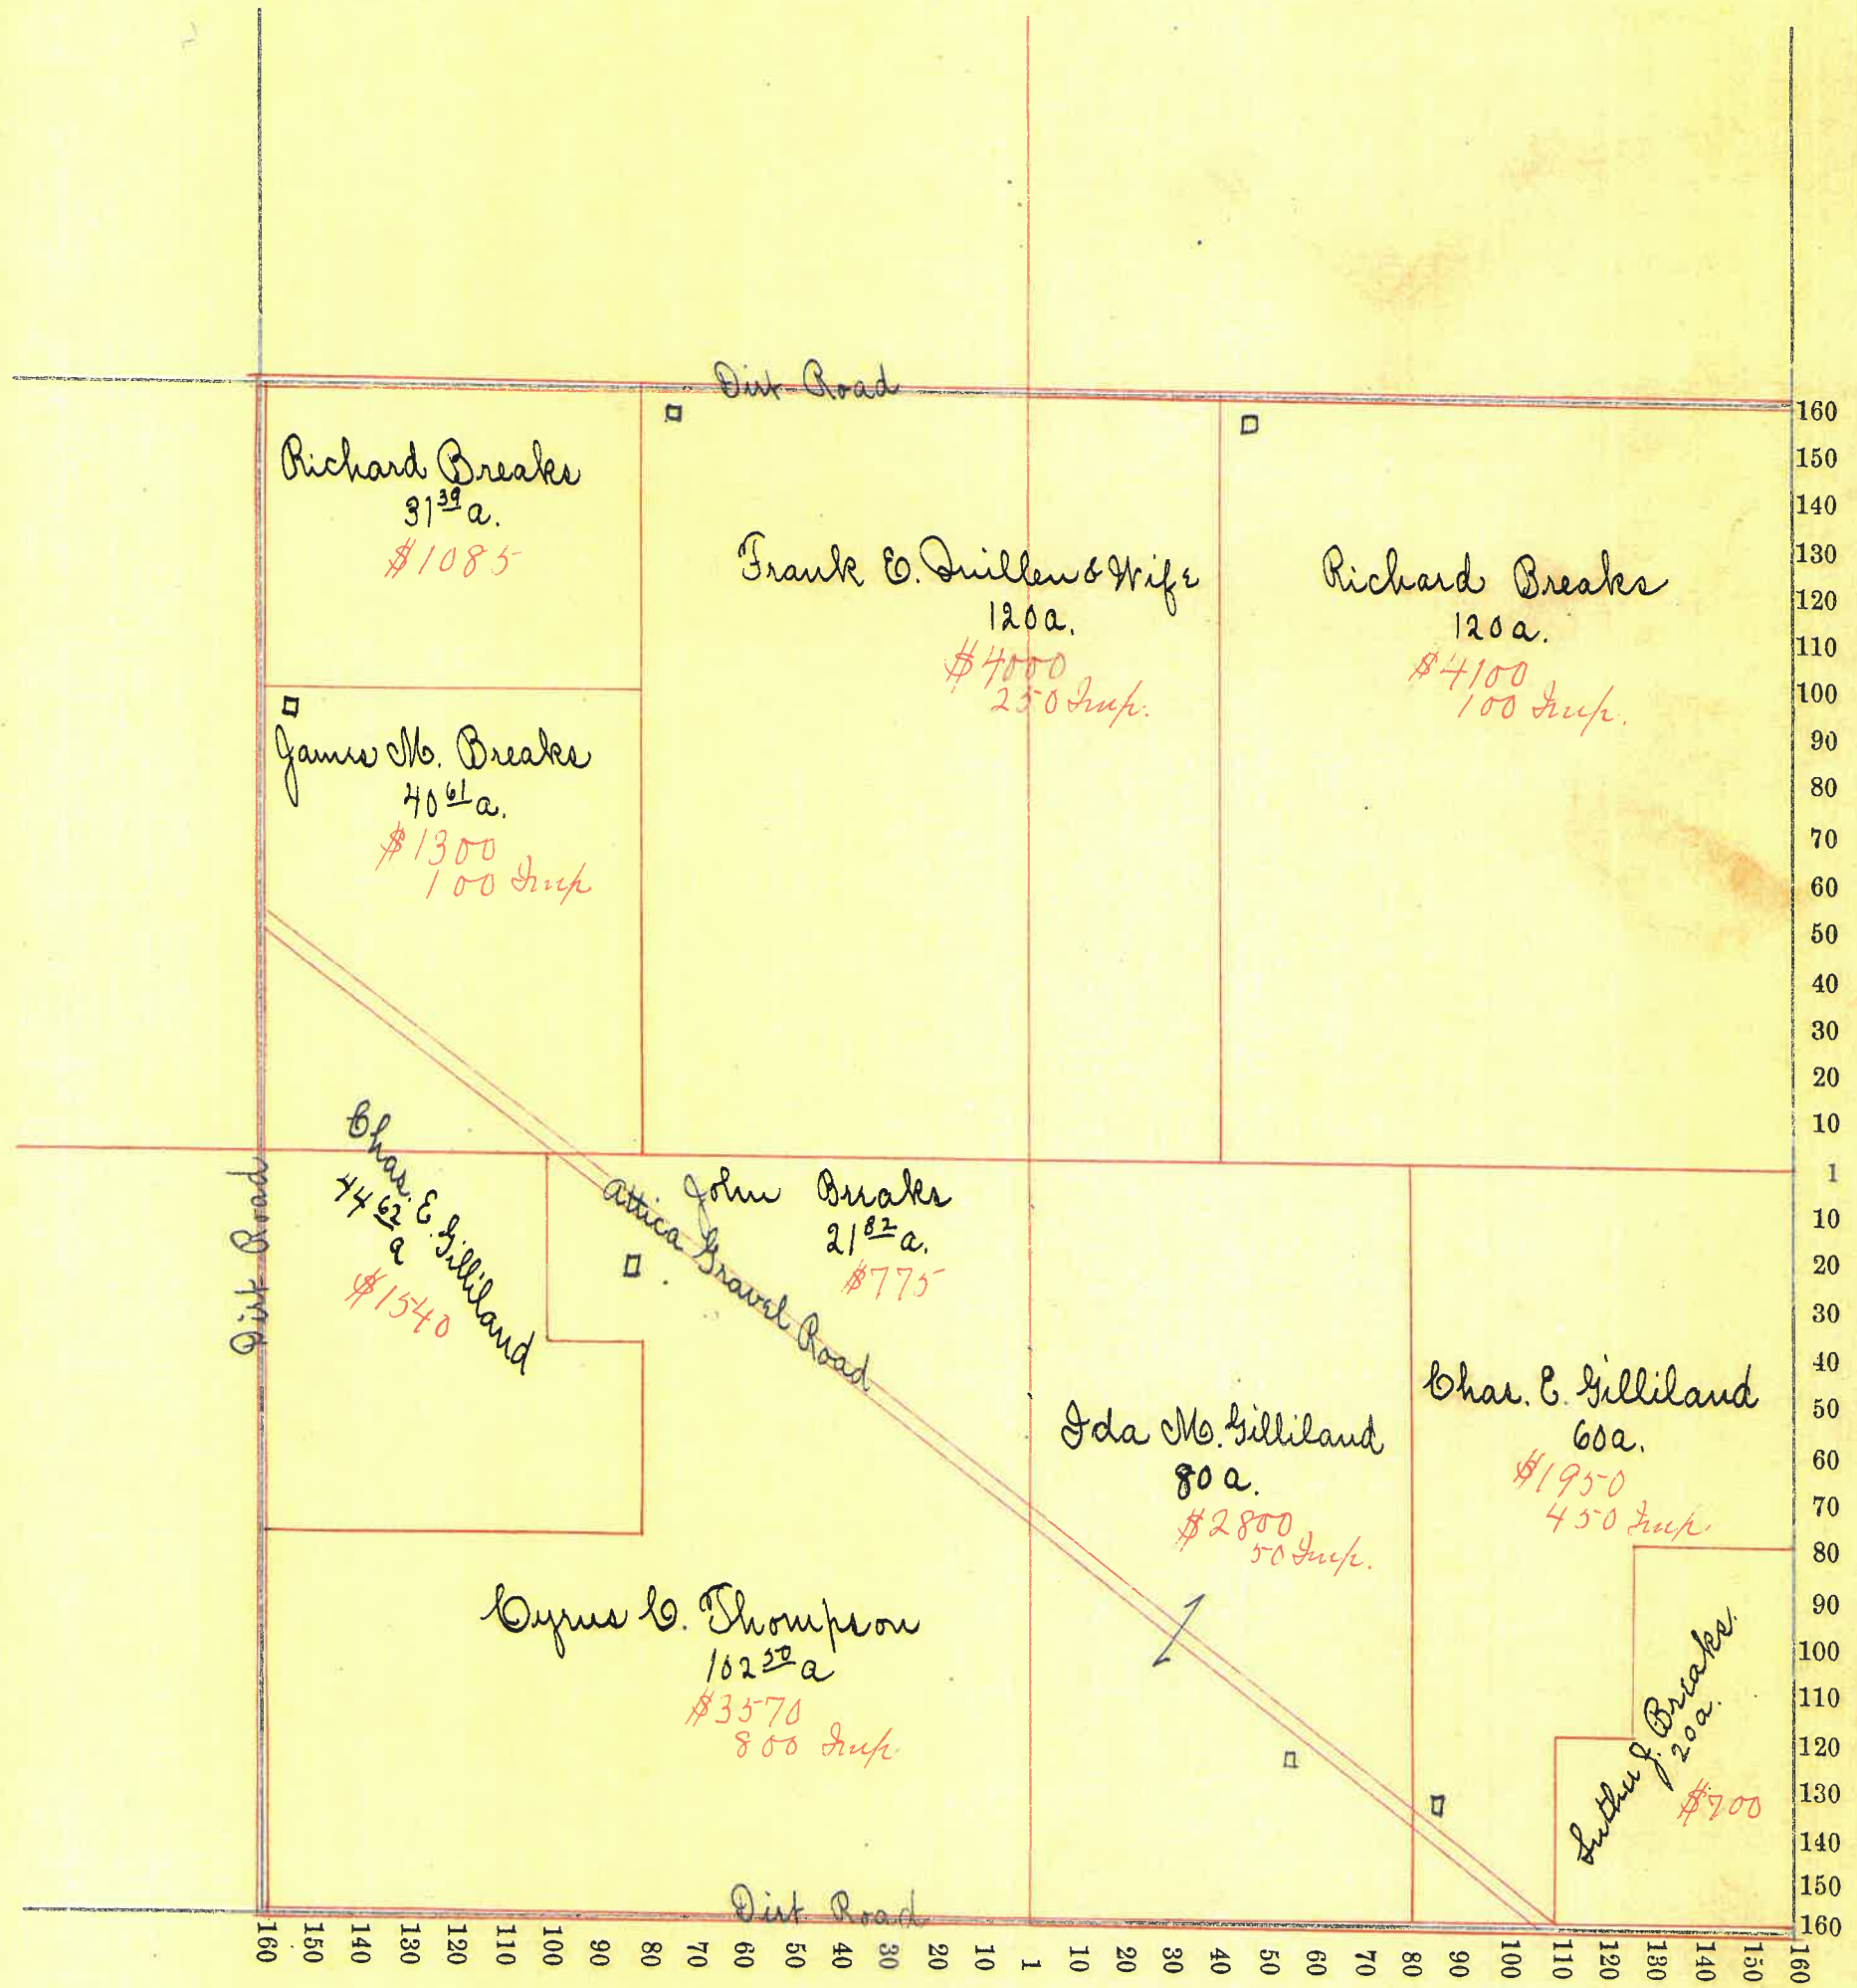 Dirt Road
Richard Breaks
31 39 a.
$1085
Frank E. Quillen & Wife
120 a.
$4000
250 Imp.
Richard Breaks
120 a.
$4100
100 Imp.
James M. Breaks
40 61 a.
$1300
100 Imp
Dirt Road
Chas. E. Gilliland
44 62 a
$1540
John Breaks
21 82 a.
$775
Attica Gravel Road
Ida M. Gilliland
80 a.
$2800
50 Imp.
Chas. E. Gilliland
60 a.
$1950
450 Imp.
Cyrus C. Thompson
102 50 a
$3570
800 Imp.
Luther J. Breaks.
20 a.
$700
Dirt Road
160
150
140
130
120
110
100
90
80
70
60
50
40
30
20
10
1
10
20
30
40
50
60
70
80
90
100
110
120
130
140
150
160
160 150 140 130 120 110 100 90 80 70 60 50 40 30 20 10 1 10 20 30 40 50 60 70 80 90 100 110 120 130 140 150 160